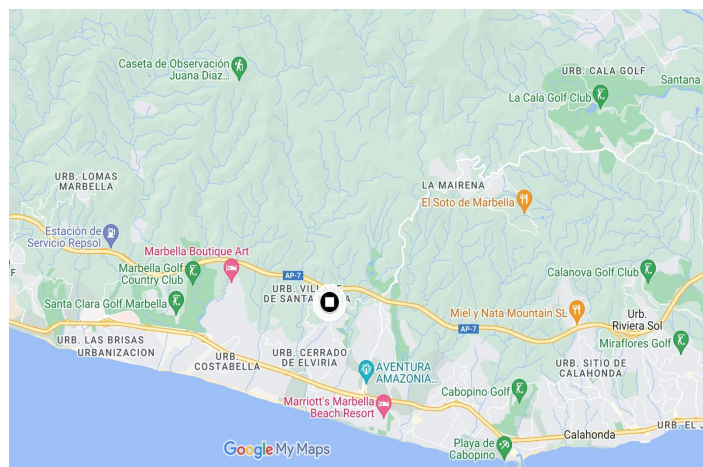 Caseta de Observación
Juana Diaz...
URB. CALA GOLF
Santana
La Cala Golf Club
URB. LOMAS
MARBELLA
LA MAIRENA
El Soto de Marbella
Estación de
Servicio Repsol
F
Marbella Boutique Art
Marbella Golf
Country Club
AP-7
Calanova Golf Club
Santa Clara Golf Marbella
URB.
DE SANTA
Miel y Nata Mountain SL
Urb.
Riviera Sol
AP-7
Miraflores Golf
URB. LAS BRISAS
URBANIZACION
URB.
COSTABELLA
URB. CERRADO
DE ELVIRIA
AVENTURA
AMAZONIA...
URB. SITIO DE
CALAHONDA
Cabopino Golf
Marriott's Marbella
Beach Resort
Playa de
Cabopino
Calahonda
URB. EL
Google My Maps